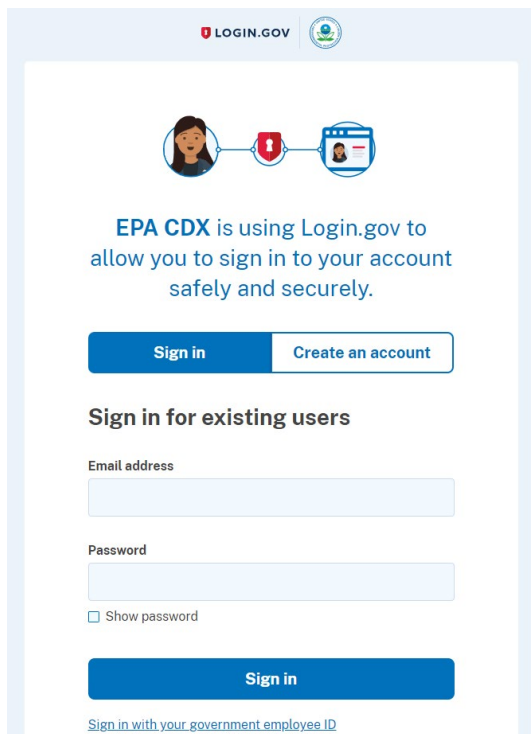 LOGIN.GOV
EPA CDX is using Login.gov to
allow you to sign in to your account
safely and securely.
Sign in
Create an account
Sign in for existing users
Email address
Password
Show password
Sign in
Sign in with your government employee ID